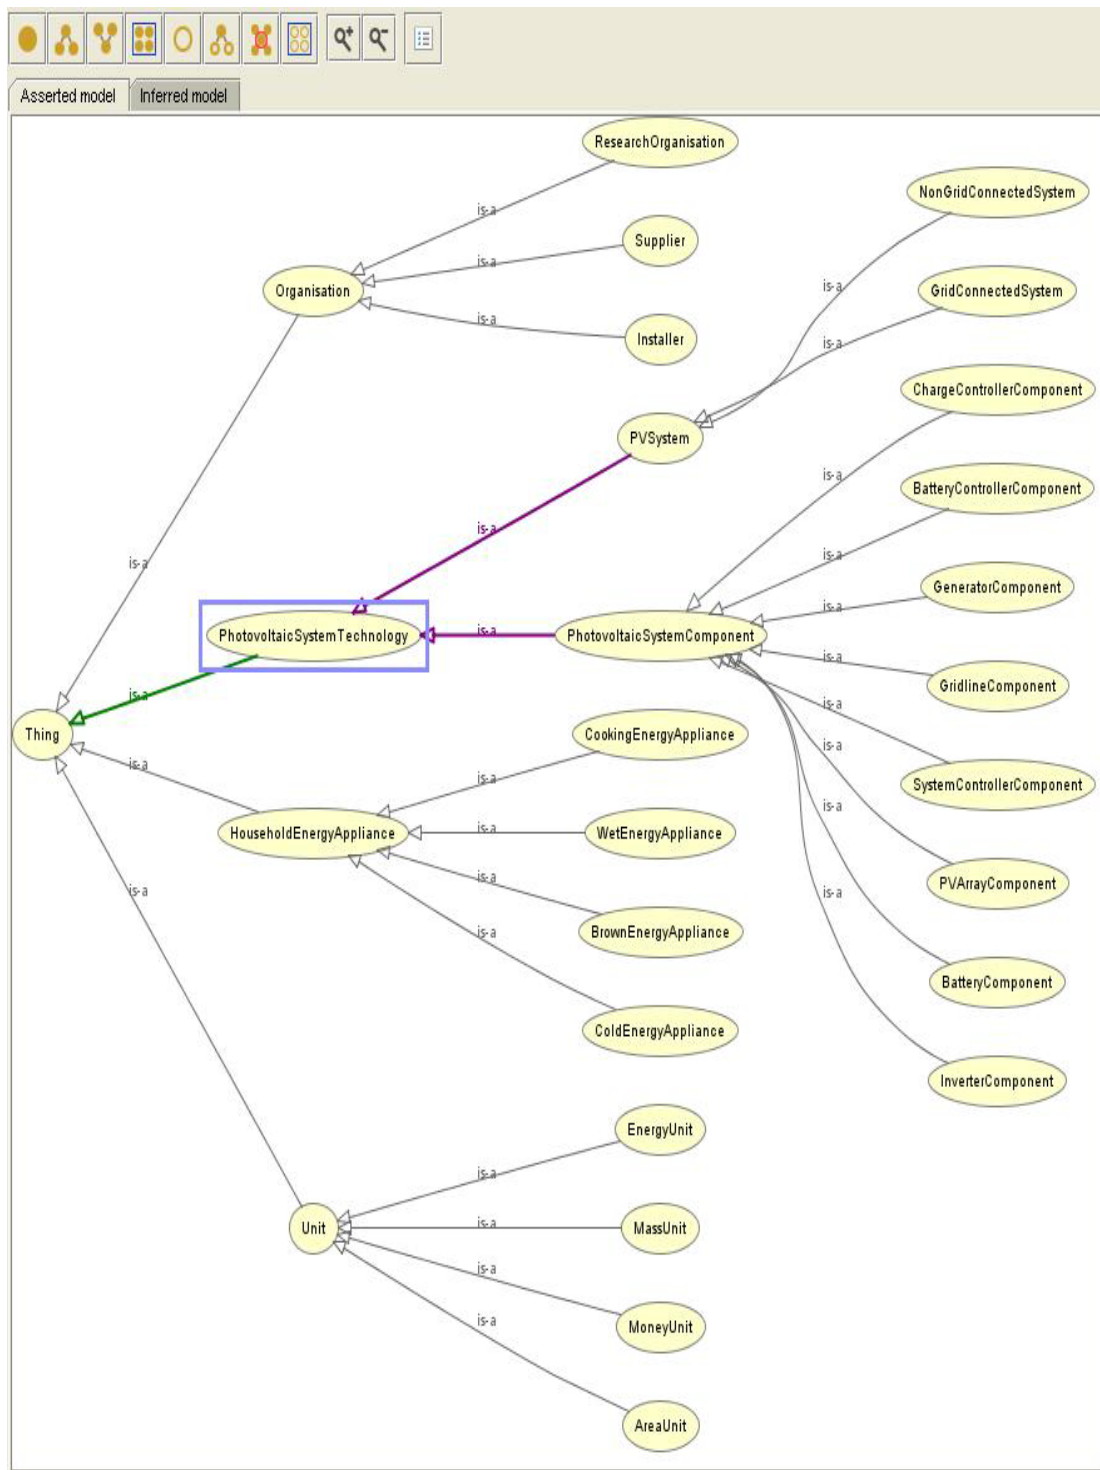 Asserted model
Inferred model
ResearchOrganisation
NonGridConnectedSystem
is-a
Supplier
is-a
is-a
Organisation
GridConnectedSystem
is-a
Installer
is-a
ChargeControllerComponent
PVSystem
is-a
BatteryControllerComponent
is-a
is-a
is-a
GeneratorComponent
is-a
PhotovoltaicSystemTechnology
is-a
PhotovoltaicSystemComponent
is-a
GridlineComponent
is-a
is-a
Thing
CookingEnergyAppliance
is-a
is-a
is-a
SystemControllerComponent
is-a
HouseholdEnergyAppliance
is-a
WetEnergyAppliance
is-a
is-a
PVArrayComponent
is-a
is-a
BrownEnergyAppliance
is-a
BatteryComponent
ColdEnergyAppliance
InverterComponent
EnergyUnit
is-a
Unit
is-a
MassUnit
is-a
MoneyUnit
is-a
AreaUnit